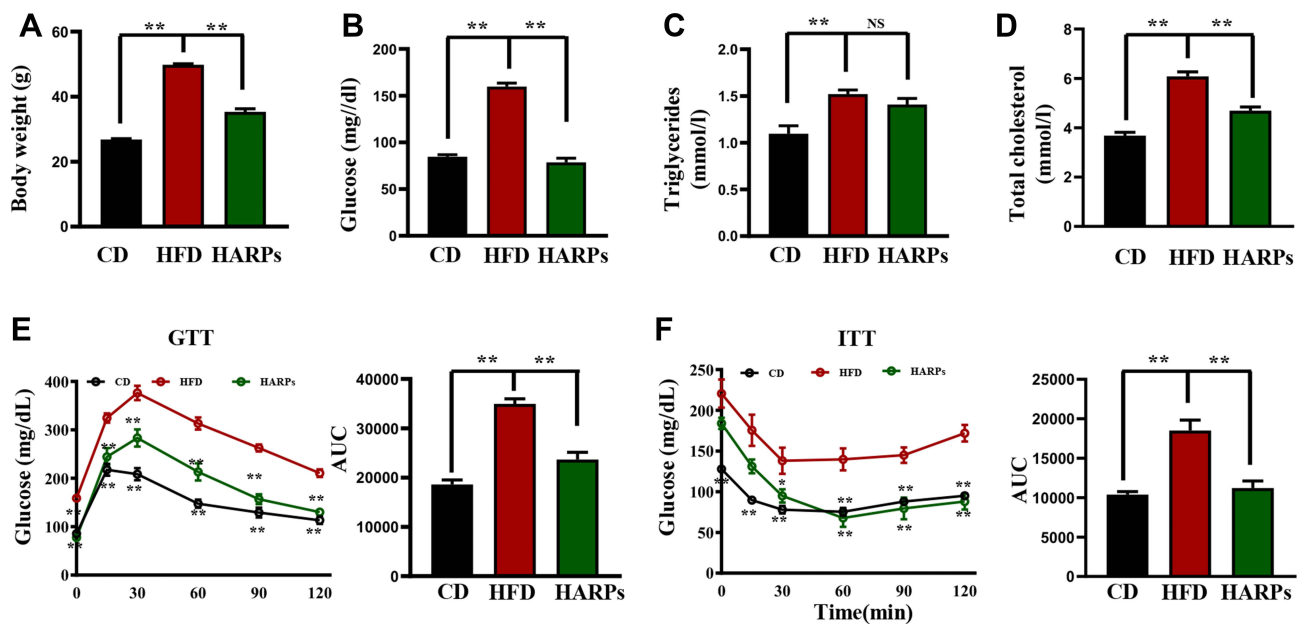 A
Body weight (g)
60
40
20
0
** **
CD HFD HARPs
B
Glucose (mg//dl)
200
150
100
50
0
** **
CD HFD HARPs
C
Triglycerides
(mmol/l)
2.0
1.5
1.0
0.5
0.0
** NS
CD HFD HARPs
D
Total cholesterol
(mmol/l)
8
6
4
2
0
** **
CD HFD HARPs
E
GTT
Glucose (mg/dL)
400
300
200
100
0
CD HFD HARPs
**
** ** ** ** **
** ** ** ** **
**
0 30 60 90 120
AUC
40000
30000
20000
10000
0
** **
CD HFD HARPs
F
ITT
Glucose (mg/dL)
250
200
150
100
50
0
CD HFD HARPs
* ** ** **
** ** ** ** ** **
0 30 60 90 120
Time(min)
AUC
25000
20000
15000
10000
5000
0
** **
CD HFD HARPs